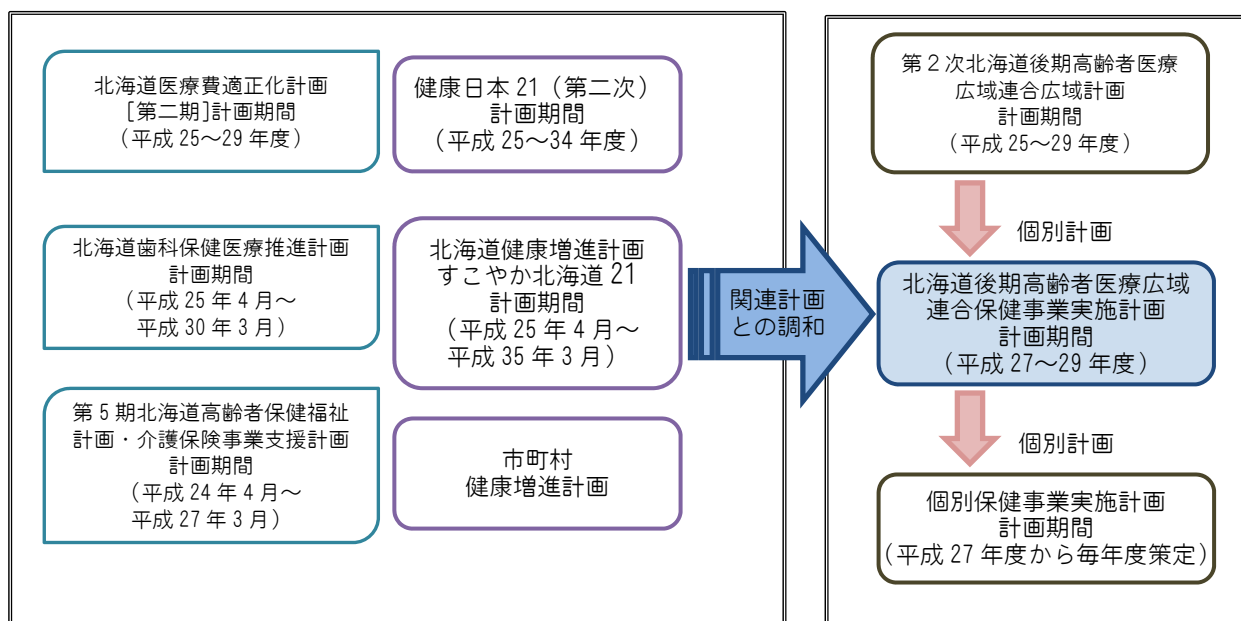 北海道医療費適正化計画
[第二期]計画期間
（平成 25～29 年度）
健康日本 21（第二次）
計画期間
（平成 25～34 年度）
北海道歯科保健医療推進計画
計画期間
（平成 25 年 4 月～
平成 30 年 3 月）
北海道健康増進計画
すこやか北海道 21
計画期間
（平成 25 年 4 月～
平成 35 年 3 月）
第 5 期北海道高齢者保健福祉
計画・介護保険事業支援計画
計画期間
（平成 24 年 4 月～
平成 27 年 3 月）
市町村
健康増進計画
関連計画
との調和
第２次北海道後期高齢者医療
広域連合広域計画
計画期間
（平成 25～29 年度）
個別計画
北海道後期高齢者医療広域
連合保健事業実施計画
計画期間
（平成 27～29 年度）
個別計画
個別保健事業実施計画
計画期間
（平成 27 年度から毎年度策定）